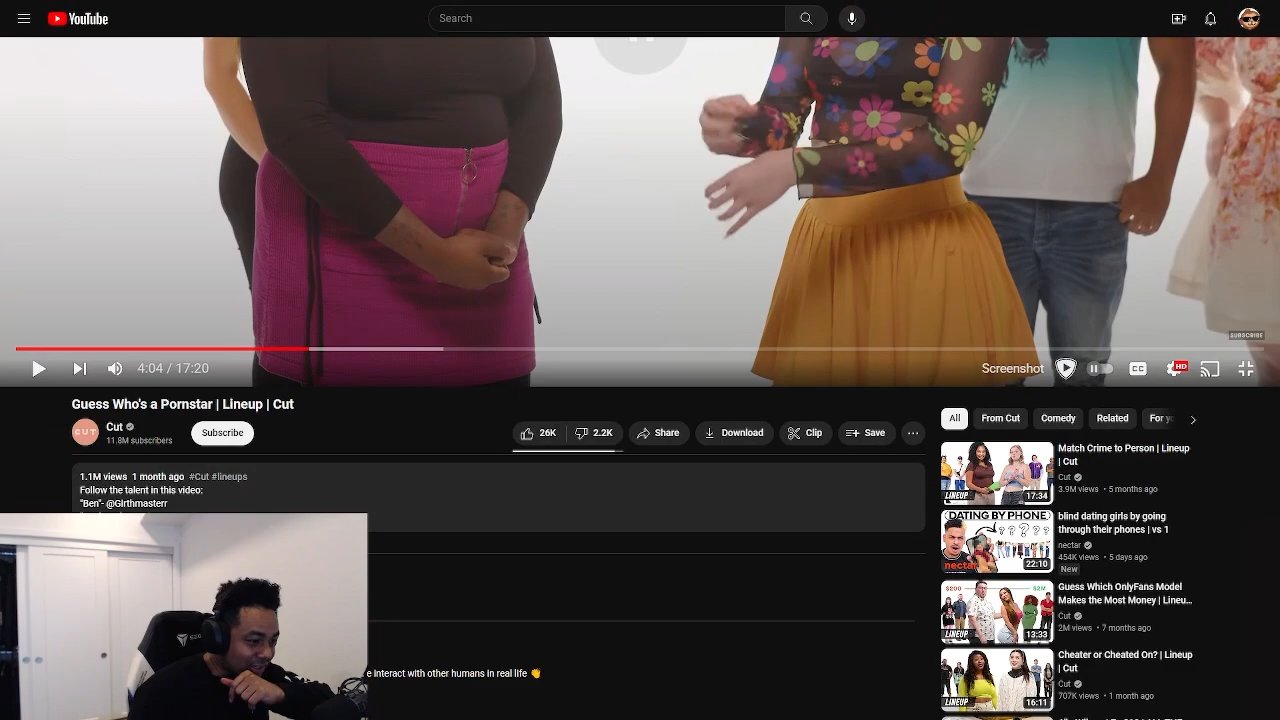 YouTube
Search
SUBSCRIBE
4:04 / 17:20
Screenshot
CC
HD
Guess Who's a Pornstar | Lineup | Cut
CUT
Cut
11.8M subscribers
Subscribe
26K
2.2K
Share
Download
Clip
Save
1.1M views 1 month ago #Cut #lineups
Follow the talent in this video:
"Ben"- @GIrthmasterr
e interact with other humans in real life 👏
All
From Cut
Comedy
Related
For
LINEUP
17:34
Match Crime to Person | Lineup
| Cut
Cut
3.9M views • 5 months ago
DATING BY PHONE
nectar
22:10
blind dating girls by going
through their phones | vs 1
nectar
454K views • 5 days ago
New
$200
$2M
LINEUP
13:33
Guess Which OnlyFans Model
Makes the Most Money | Lineu...
Cut
2M views • 7 months ago
LINEUP
16:11
Cheater or Cheated On? | Lineup
| Cut
Cut
707K views • 1 month ago